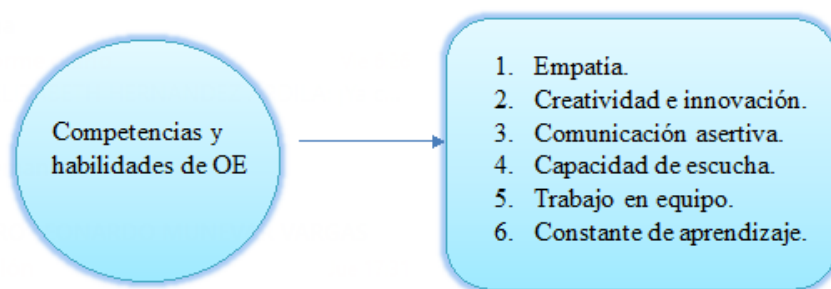 Competencias y
habilidades de OE
1. Empatía.
2. Creatividad e innovación.
3. Comunicación asertiva.
4. Capacidad de escucha.
5. Trabajo en equipo.
6. Constante de aprendizaje.